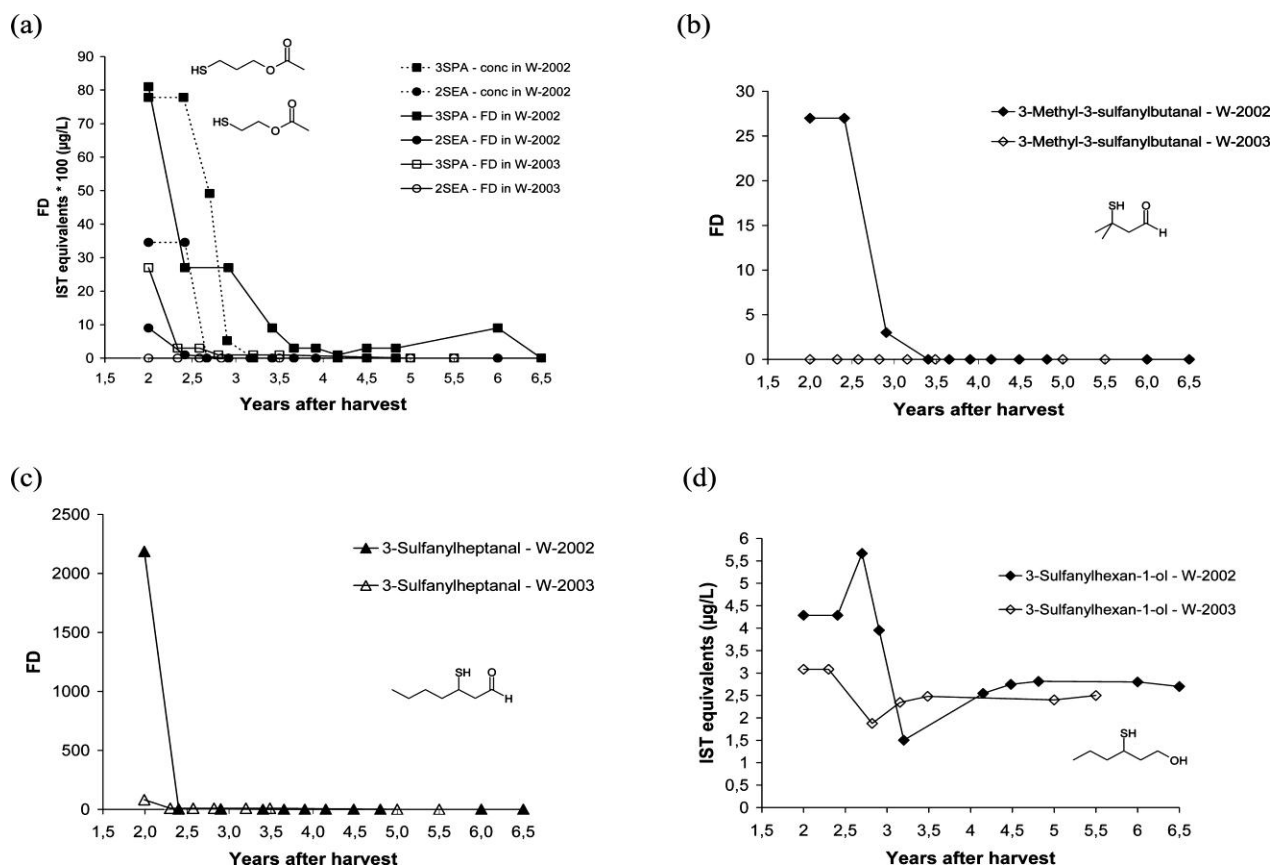 (a)
HS
O
O
HS
O
O
3SPA - conc in W-2002
2SEA - conc in W-2002
3SPA - FD in W-2002
2SEA - FD in W-2002
3SPA - FD in W-2003
2SEA - FD in W-2003
FD
IST equivalents * 100 (µg/L)
90
80
70
60
50
40
30
20
10
0
1,5 2 2,5 3 3,5 4 4,5 5 5,5 6 6,5
Years after harvest
(b)
3-Methyl-3-sulfanylbutanal - W-2002
3-Methyl-3-sulfanylbutanal - W-2003
SH O
H
FD
30
25
20
15
10
5
0
1,5 2,0 2,5 3,0 3,5 4,0 4,5 5,0 5,5 6,0 6,5
Years after harvest
(c)
3-Sulfanylheptanal - W-2002
3-Sulfanylheptanal - W-2003
SH O
H
FD
2500
2000
1500
1000
500
0
1,5 2,0 2,5 3,0 3,5 4,0 4,5 5,0 5,5 6,0 6,5
Years after harvest
(d)
3-Sulfanylhexan-1-ol - W-2002
3-Sulfanylhexan-1-ol - W-2003
SH
OH
IST equivalents (µg/L)
6
5,5
5
4,5
4
3,5
3
2,5
2
1,5
1
0,5
0
1,5 2 2,5 3 3,5 4 4,5 5 5,5 6 6,5
Years after harvest